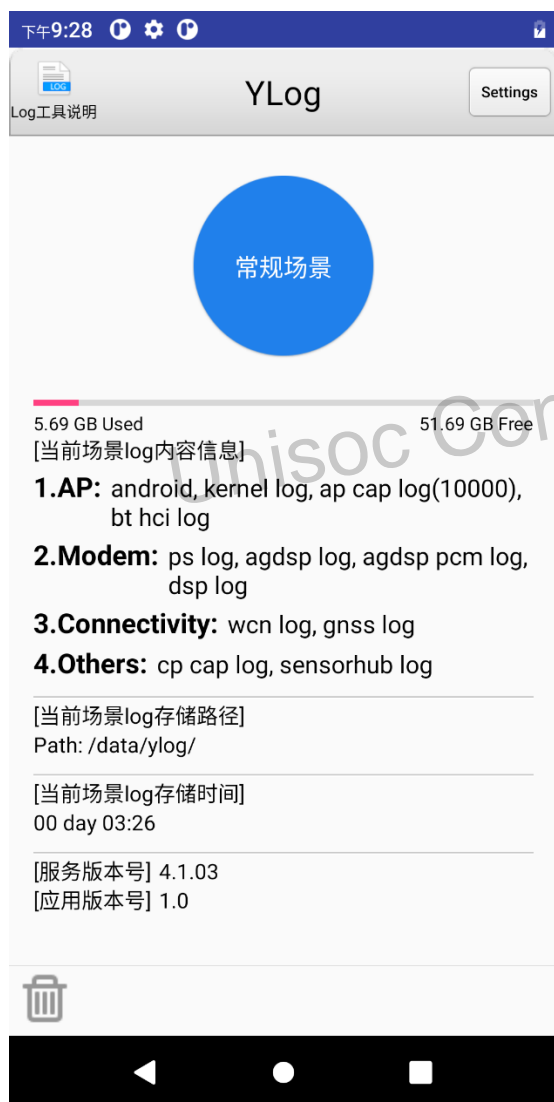 下午9:28
LOG
Log工具说明
YLog
Settings
常规场景
5.69 GB Used
51.69 GB Free
Unisoc Con
[当前场景log内容信息]
1.AP: android, kernel log, ap cap log(10000),
bt hci log
2.Modem: ps log, agdsp log, agdsp pcm log,
dsp log
3.Connectivity: wcn log, gnss log
4.Others: cp cap log, sensorhub log
[当前场景log存储路径]
Path: /data/ylog/
[当前场景log存储时间]
00 day 03:26
[服务版本号] 4.1.03
[应用版本号] 1.0